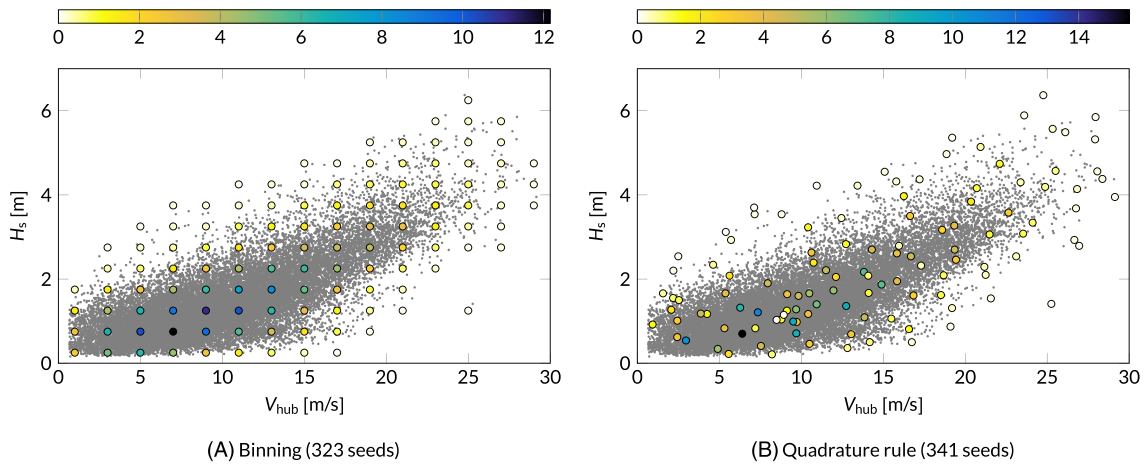 0 2 4 6 8 10 12
0 2 4 6 8 10 12 14
6
4
2
0
Hs [m]
0 5 10 15 20 25 30
Vhub [m/s]
(A) Binning (323 seeds)
6
4
2
0
Hs [m]
0 5 10 15 20 25 30
Vhub [m/s]
(B) Quadrature rule (341 seeds)